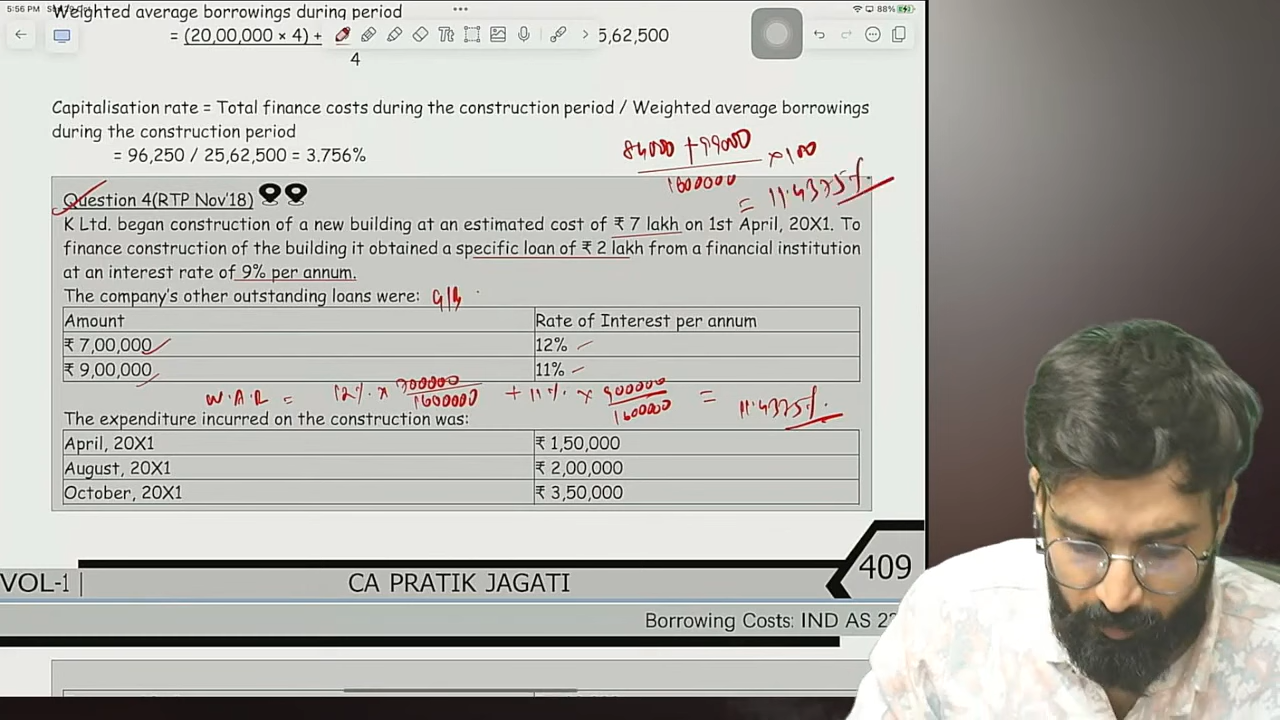 5:56 PM
88%
Weighted average borrowings during period
= (20,00,000 × 4) +
5,62,500
4
Capitalisation rate = Total finance costs during the construction period / Weighted average borrowings
during the construction period
= 96,250 / 25,62,500 = 3.756%
84000 + 99000
1600000
× 100
= 11.4375%.
Question 4(RTP Nov'18)
K Ltd. began construction of a new building at an estimated cost of ₹ 7 lakh on 1st April, 20X1. To
finance construction of the building it obtained a specific loan of ₹ 2 lakh from a financial institution
at an interest rate of 9% per annum.
The company's other outstanding loans were: G/B
Amount Rate of Interest per annum
₹ 7,00,000 12%
₹ 9,00,000 11%
W.A.R = 12% × 700000/1600000 + 11% × 900000/1600000 = 11.4375%.
The expenditure incurred on the construction was:
April, 20X1 ₹ 1,50,000
August, 20X1 ₹ 2,00,000
October, 20X1 ₹ 3,50,000
VOL-1 | CA PRATIK JAGATI 409
Borrowing Costs: IND AS